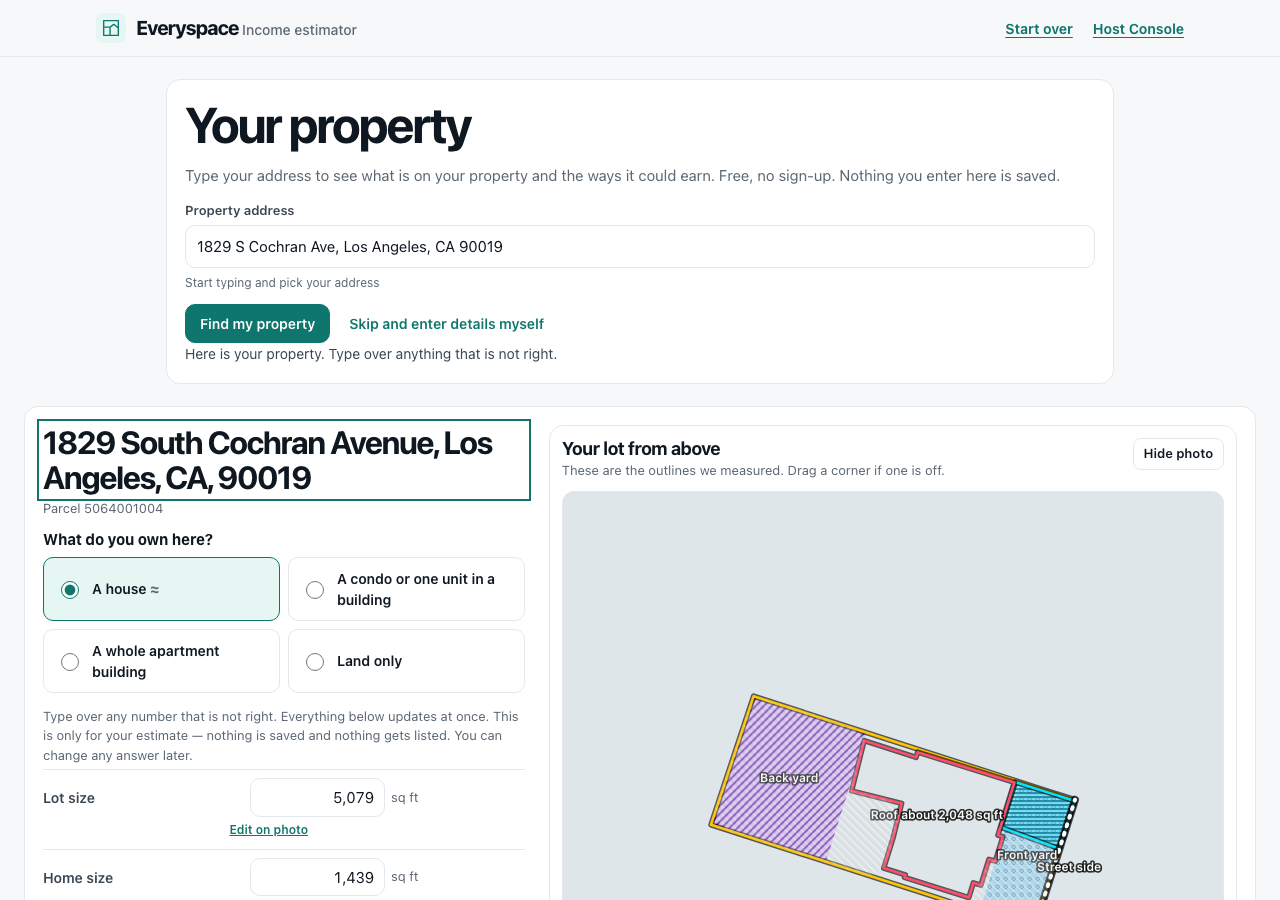 Everyspace Income estimator
Start over
Host Console
Your property
Type your address to see what is on your property and the ways it could earn. Free, no sign-up. Nothing you enter here is saved.
Property address
1829 S Cochran Ave, Los Angeles, CA 90019
Start typing and pick your address
Find my property
Skip and enter details myself
Here is your property. Type over anything that is not right.
1829 South Cochran Avenue, Los
Angeles, CA, 90019
Parcel 5064001004
What do you own here?
A house ≈
A condo or one unit in a
building
A whole apartment
building
Land only
Type over any number that is not right. Everything below updates at once. This
is only for your estimate — nothing is saved and nothing gets listed. You can
change any answer later.
Lot size
5,079 sq ft
Edit on photo
Home size
1,439 sq ft
Your lot from above
These are the outlines we measured. Drag a corner if one is off.
Hide photo
Back yard
Roof about 2,048 sq ft
Front yard
Street side